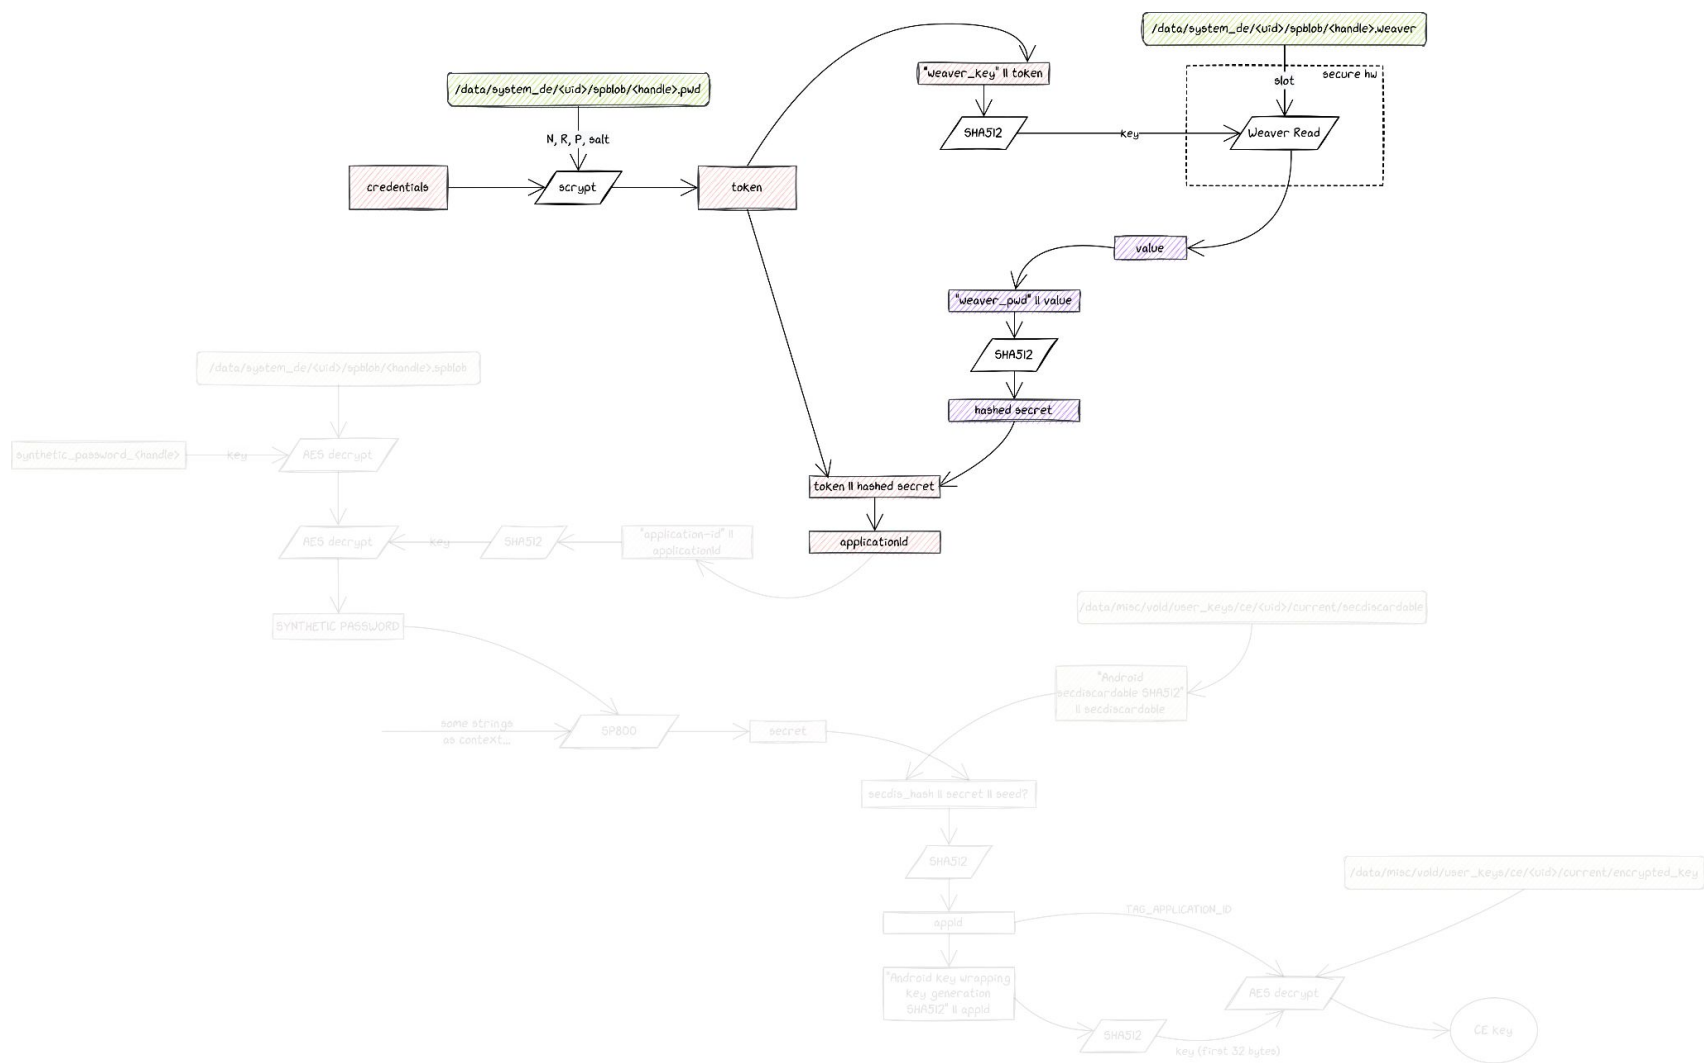 /data/system_de/<uid>/spblob/<handle>.weaver
secure hw
slot
"weaver_key" || token
/data/system_de/<uid>/spblob/<handle>.pwd
SHA512
key
Weaver Read
N, R, P, salt
credentials
scrypt
token
value
"weaver_pwd" || value
SHA512
hashed secret
/data/system_de/<uid>/spblob/<handle>.spblob
synthetic_password_<handle>
key
AES decrypt
token || hashed secret
applicationId
AES decrypt
key
SHA512
"application-id" ||
applicationId
SYNTHETIC PASSWORD
/data/misc/vold/user_keys/ce/<uid>/current/secdiscardable
"Android
secdiscardable SHA512"
|| secdiscardable
some strings
as context...
SP800
secret
secdis_hash || secret || seed?
SHA512
/data/misc/vold/user_keys/ce/<uid>/current/encrypted_key
appid
TAG_APPLICATION_ID
"Android key wrapping
key generation
SHA512" || appid
AES decrypt
SHA512
key (first 32 bytes)
CE key